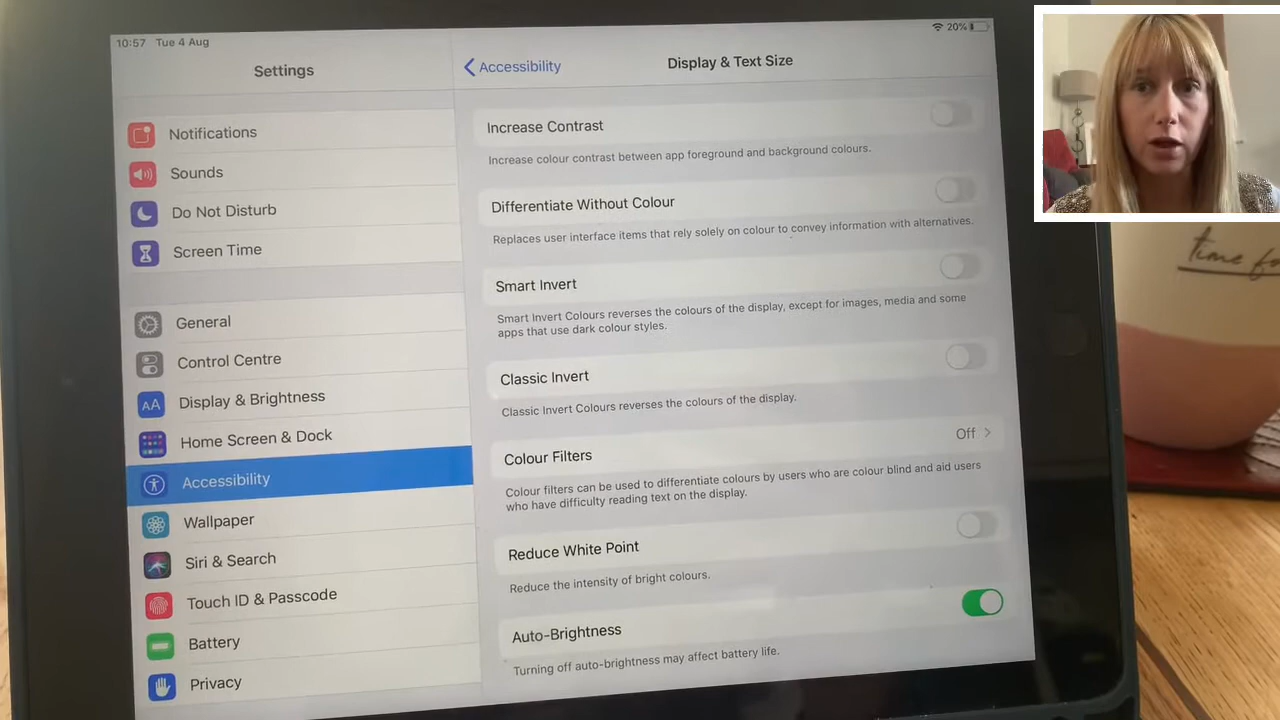 10:57 Tue 4 Aug
20%
Settings
Notifications
Sounds
Do Not Disturb
Screen Time
General
Control Centre
AA Display & Brightness
Home Screen & Dock
Accessibility
Wallpaper
Siri & Search
Touch ID & Passcode
Battery
Privacy
Accessibility
Display & Text Size
Increase Contrast
Increase colour contrast between app foreground and background colours.
Differentiate Without Colour
Replaces user interface items that rely solely on colour to convey information with alternatives.
Smart Invert
Smart Invert Colours reverses the colours of the display, except for images, media and some
apps that use dark colour styles.
Classic Invert
Classic Invert Colours reverses the colours of the display.
Colour Filters
Off
Colour filters can be used to differentiate colours by users who are colour blind and aid users
who have difficulty reading text on the display.
Reduce White Point
Reduce the intensity of bright colours.
Auto-Brightness
Turning off auto-brightness may affect battery life.
time